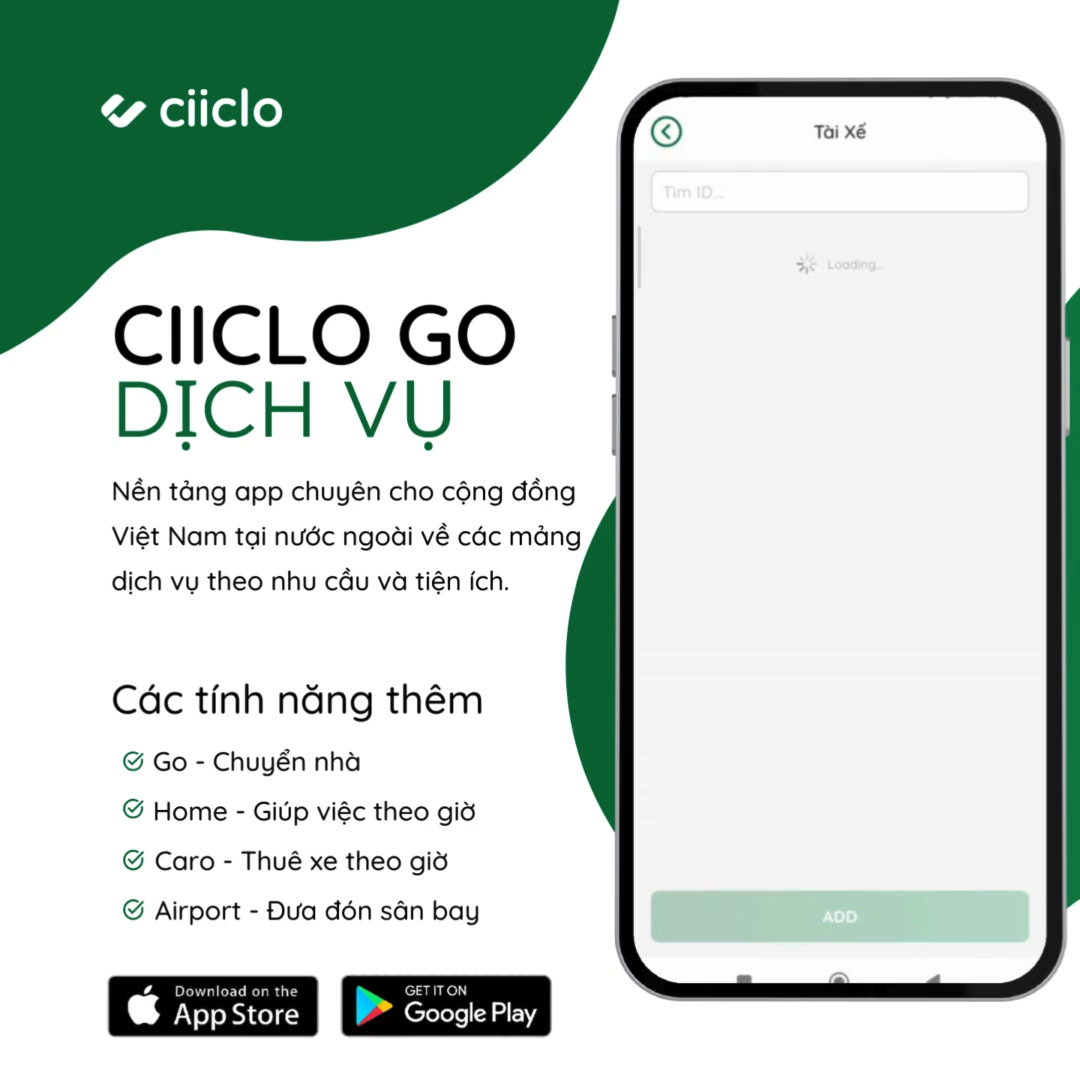 ciiclo
CIICLO GO
DỊCH VỤ
Nền tảng app chuyên cho cộng đồng
Việt Nam tại nước ngoài về các mảng
dịch vụ theo nhu cầu và tiện ích.
Các tính năng thêm
Go - Chuyển nhà
Home - Giúp việc theo giờ
Caro - Thuê xe theo giờ
Airport - Đưa đón sân bay
Download on the
App Store
GET IT ON
Google Play
Tài Xế
Tìm ID...
Loading...
ADD